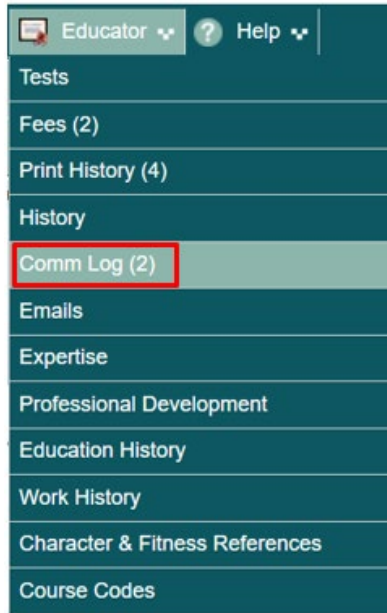 Educator ? Help
Tests
Fees (2)
Print History (4)
History
Comm Log (2)
Emails
Expertise
Professional Development
Education History
Work History
Character & Fitness References
Course Codes